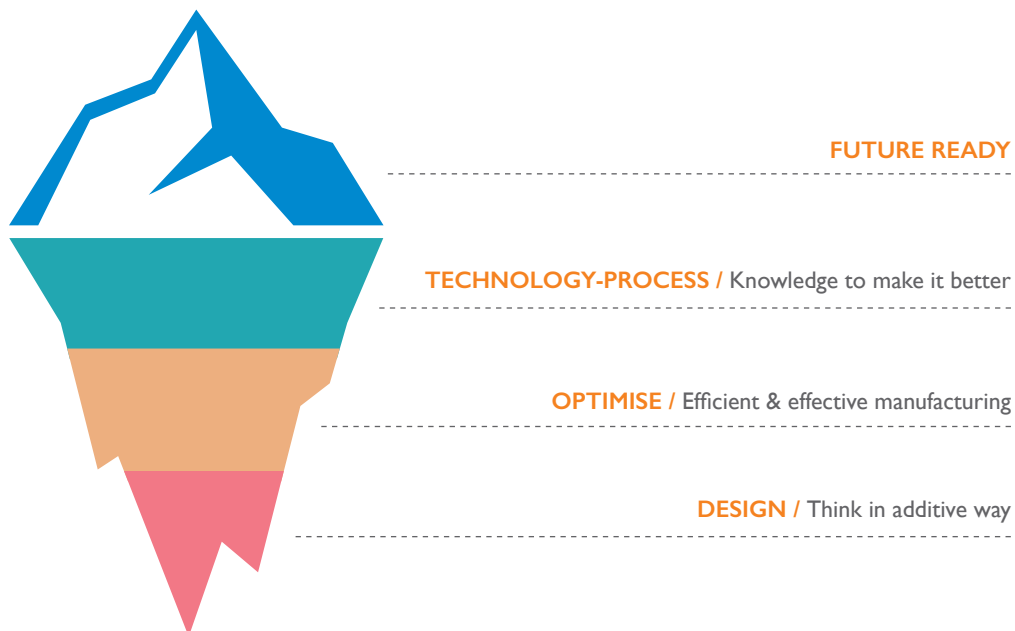 FUTURE READY
TECHNOLOGY-PROCESS / Knowledge to make it better
OPTIMISE / Efficient & effective manufacturing
DESIGN / Think in additive way